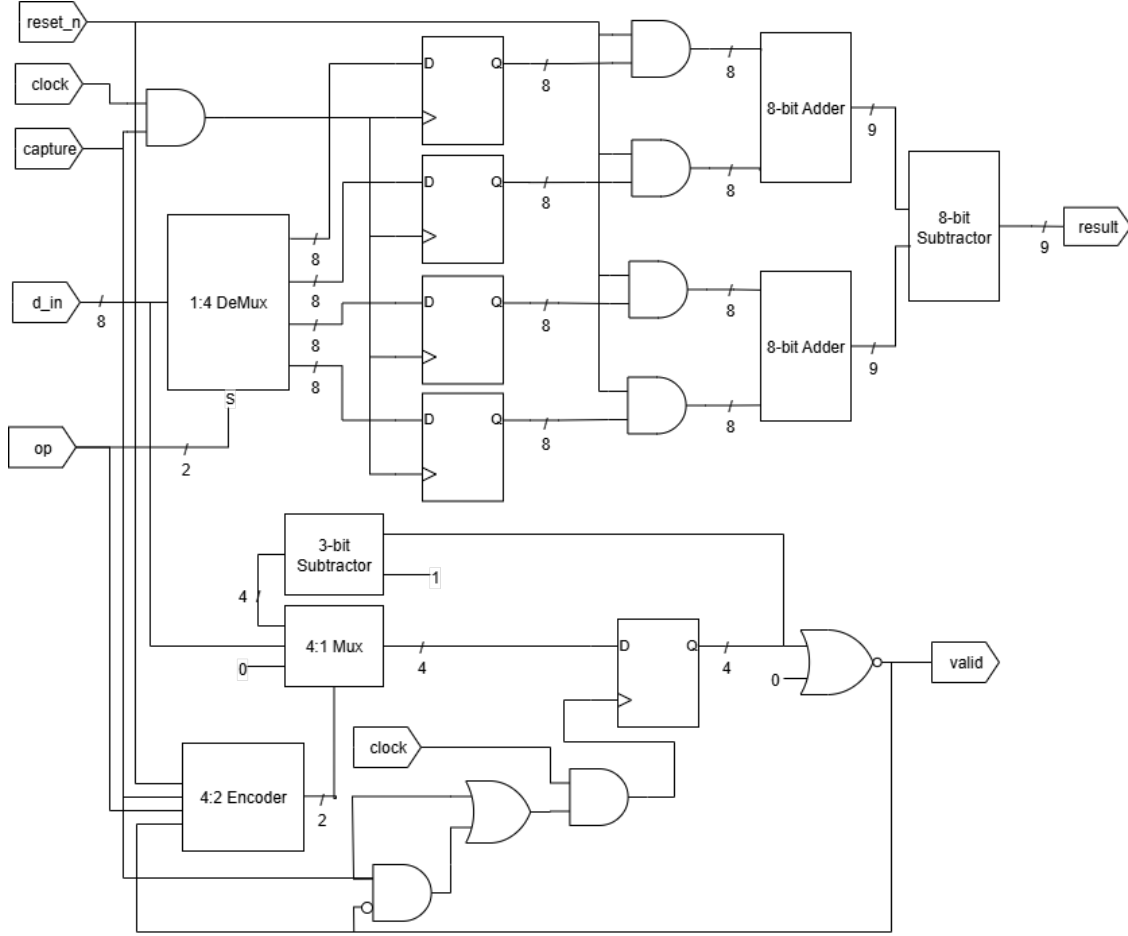 reset_n
clock
capture
D
Q
8
8
8-bit Adder
9
D
Q
8
8
1:4 DeMux
8
8
8
8
S
d_in
8
8-bit
Subtractor
9
result
D
Q
8
8
8-bit Adder
9
D
Q
8
8
op
2
3-bit
Subtractor
1
4
4:1 Mux
0
4
D
Q
4
0
valid
clock
4:2 Encoder
2